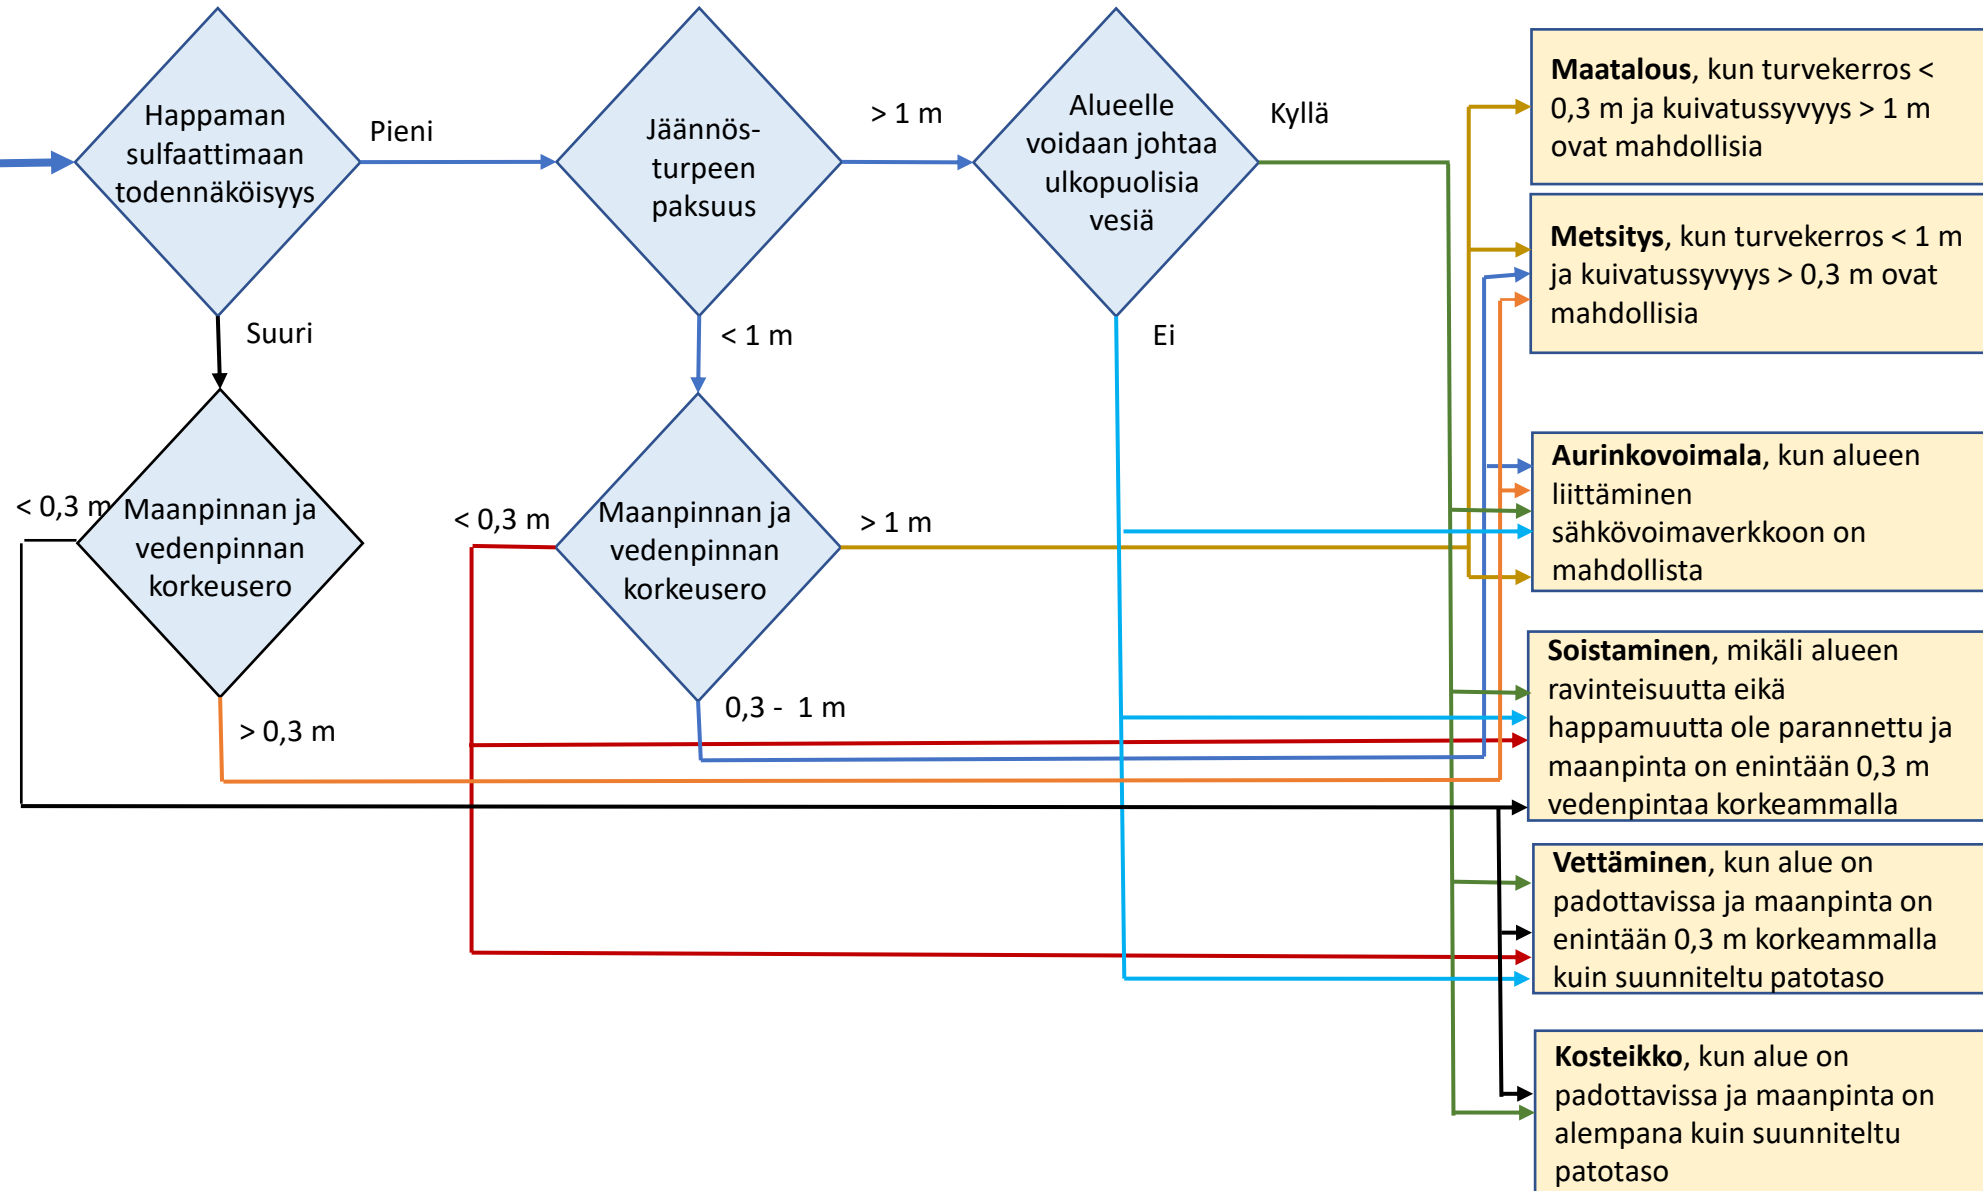 Happaman
sulfaattimaan
todennäköisyys
Pieni
Suuri
Jäännös-
turpeen
paksuus
> 1 m
< 1 m
Alueelle
voidaan johtaa
ulkopuolisia
vesiä
Kyllä
Ei
< 0,3 m
Maanpinnan ja
vedenpinnan
korkeusero
> 0,3 m
< 0,3 m
Maanpinnan ja
vedenpinnan
korkeusero
> 1 m
0,3 - 1 m
Maatalous, kun turvekerros <
0,3 m ja kuivatussyvyys > 1 m
ovat mahdollisia
Metsitys, kun turvekerros < 1 m
ja kuivatussyvyys > 0,3 m ovat
mahdollisia
Aurinkovoimala, kun alueen
liittäminen
sähkövoimaverkkoon on
mahdollista
Soistaminen, mikäli alueen
ravinteisuutta eikä
happamuutta ole parannettu ja
maanpinta on enintään 0,3 m
vedenpintaa korkeammalla
Vettäminen, kun alue on
padottavissa ja maanpinta on
enintään 0,3 m korkeammalla
kuin suunniteltu patotaso
Kosteikko, kun alue on
padottavissa ja maanpinta on
alempana kuin suunniteltu
patotaso